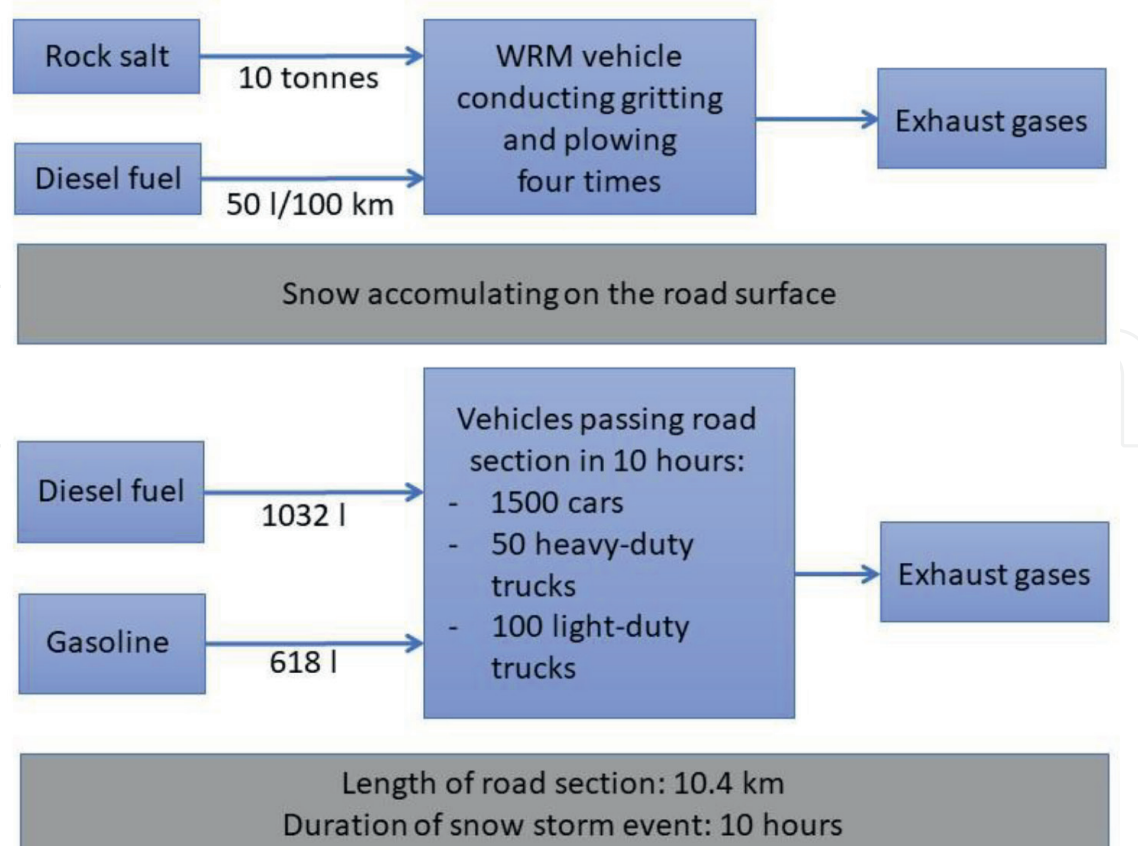 Rock salt
10 tonnes
Diesel fuel
50 l/100 km
WRM vehicle
conducting gritting
and plowing
four times
Exhaust gases
Snow accomulating on the road surface
Diesel fuel
1032 l
Gasoline
618 l
Vehicles passing road
section in 10 hours:
- 1500 cars
- 50 heavy-duty
trucks
- 100 light-duty
trucks
Exhaust gases
Length of road section: 10.4 km
Duration of snow storm event: 10 hours